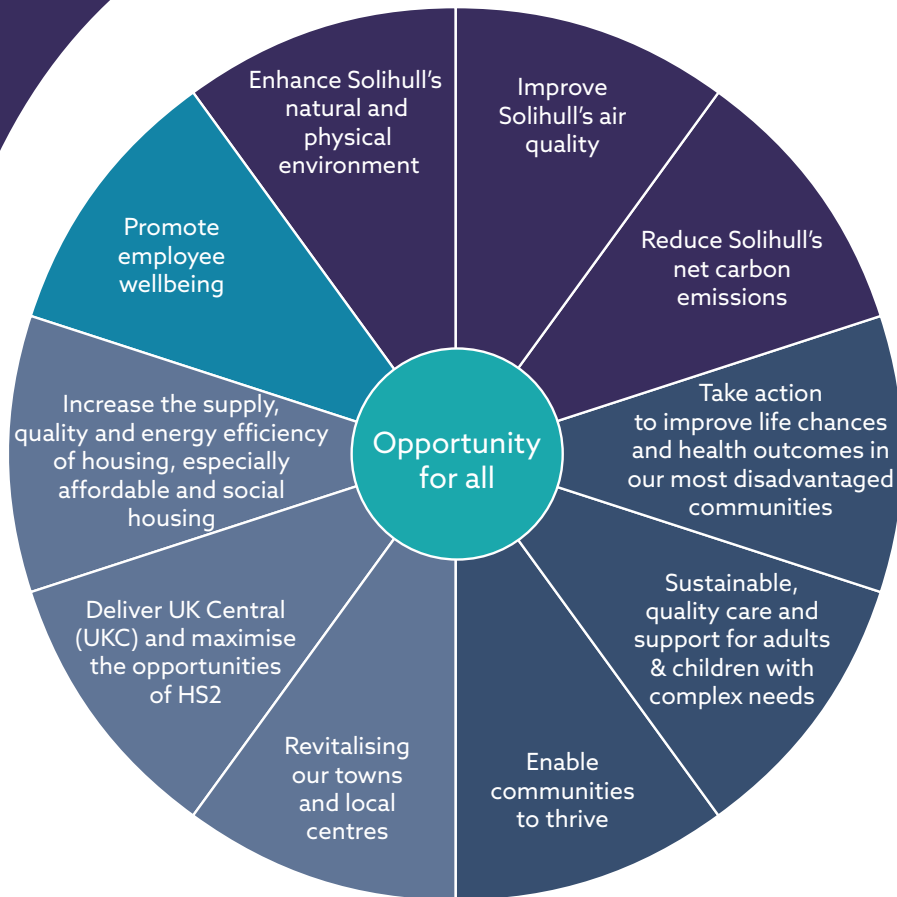 Enhance Solihull's
natural and
physical
environment
Improve
Solihull's air
quality
Reduce Solihull's
net carbon
emissions
Take action
to improve life chances
and health outcomes in
our most disadvantaged
communities
Sustainable,
quality care and
support for adults
& children with
complex needs
Enable
communities
to thrive
Revitalising
our towns
and local
centres
Deliver UK Central
(UKC) and maximise
the opportunities
of HS2
Increase the supply,
quality and energy efficiency
of housing, especially
affordable and social
housing
Promote
employee
wellbeing
Opportunity
for all